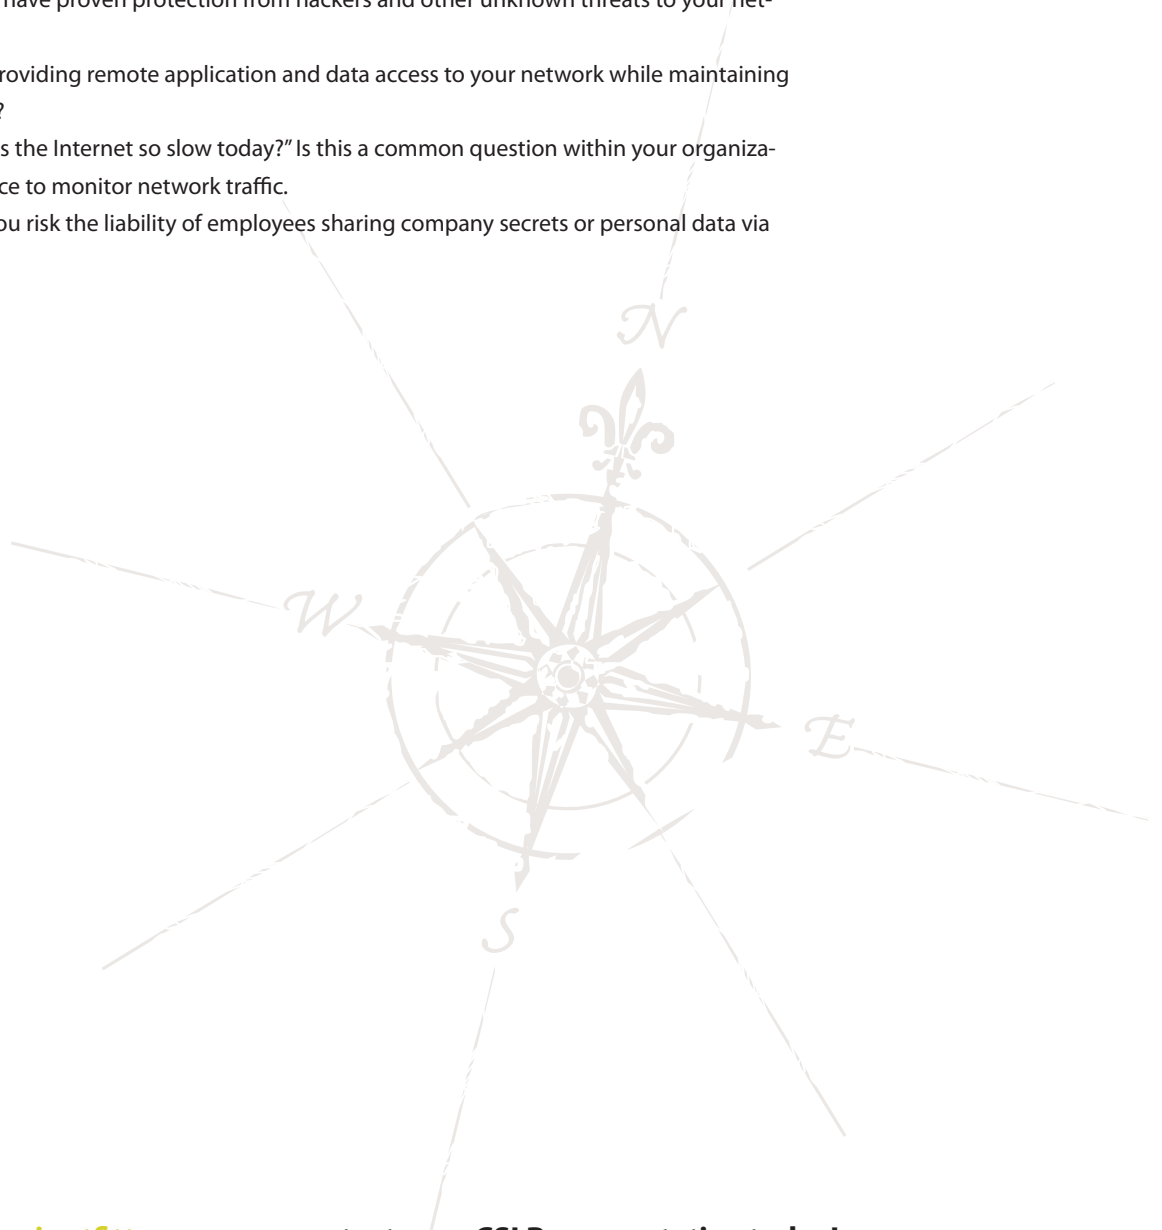 have proven protection from hackers and other unknown threats to your net-
roviding remote application and data access to your network while maintaining
?
s the Internet so slow today?” Is this a common question within your organiza-
ce to monitor network traffic.
ou risk the liability of employees sharing company secrets or personal data via
N
W
E
S